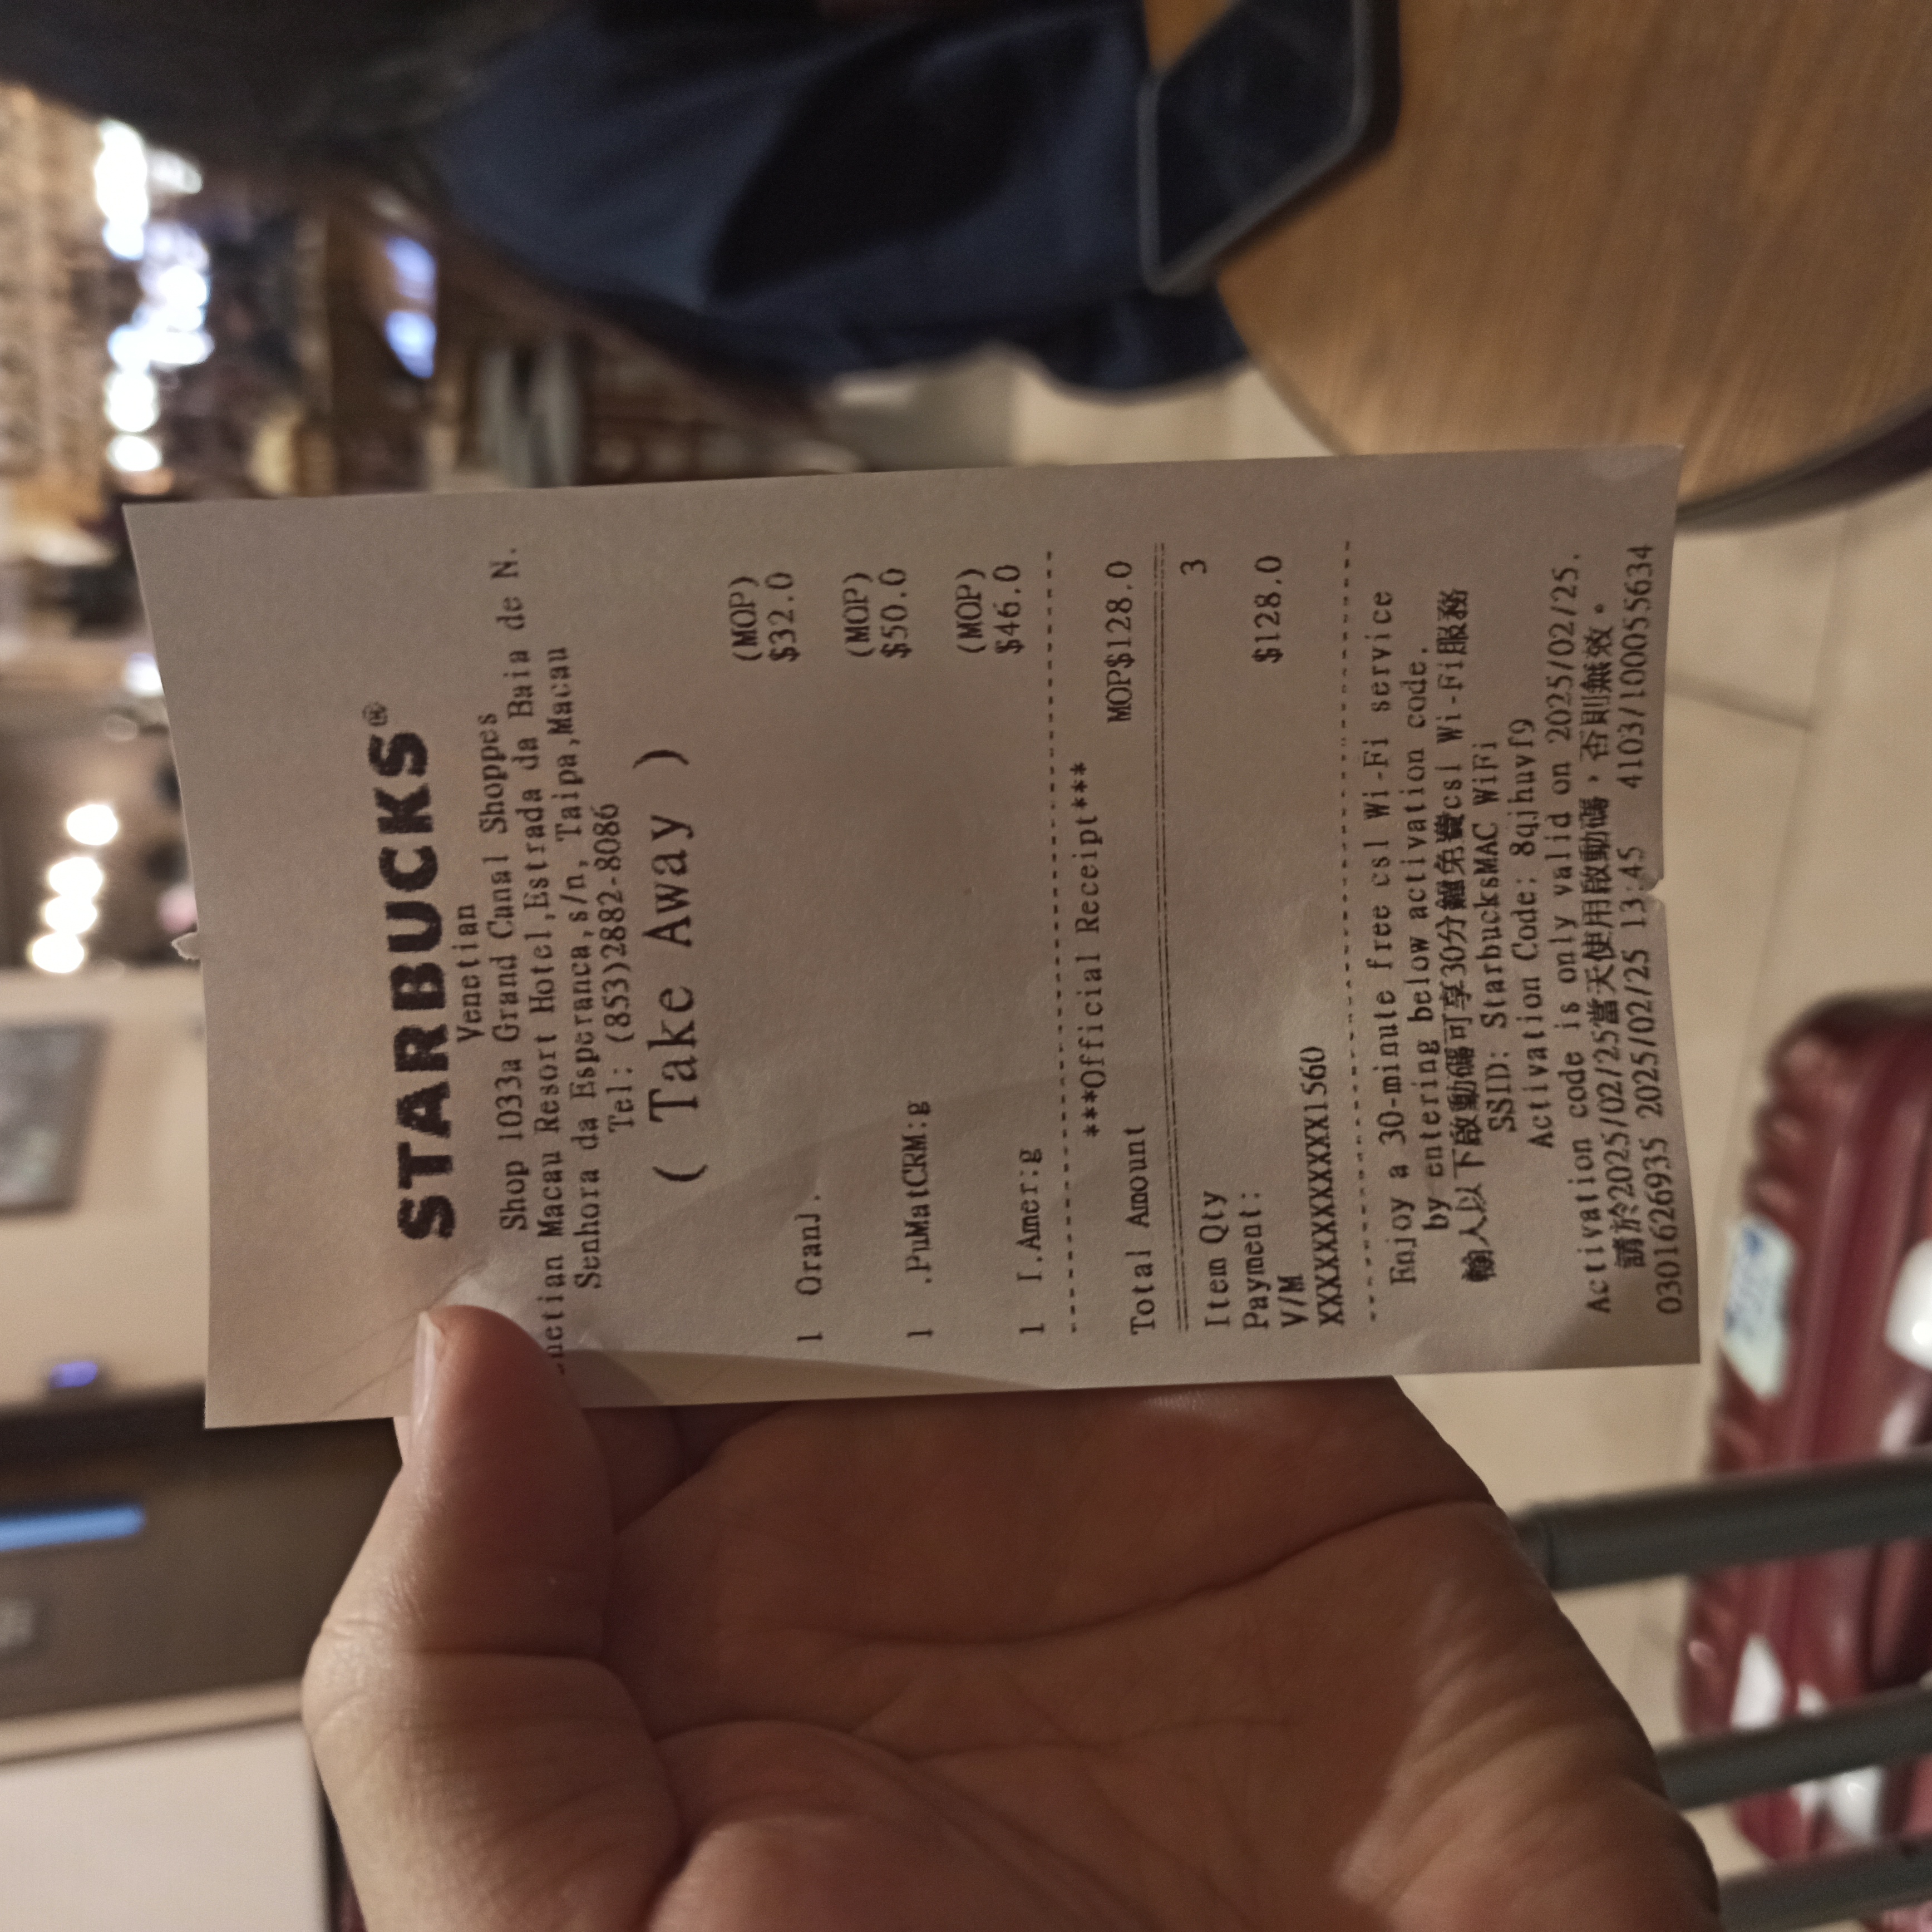 STARBUCKS®
Venetian
Shop 1033a Grand Canal Shoppes
Macau Resort Hotel,Estrada da Baia de N.
Senhora da Esperanca,s/n, Taipa,Macau
Tel: (853)2882-8086
( Take Away )
(MOP)
1 OranJ. $32.0
(MOP)
1 .PuMatCRM:g $50.0
(MOP)
1 I.Amer:g $46.0
***Official Receipt***
Total Amount MOP$128.0
Item Qty 3
Payment:
V/M $128.0
XXXXXXXXXXXXXXX1560
Enjoy a 30-minute free csl Wi-Fi service
by entering below activation code.
輸入以下啟動碼可享30分鐘免費csl Wi-Fi服務
SSID: StarbucksMAC WiFi
Activation Code: 8qjhuvf9
Activation code is only valid on 2025/02/25.
請於2025/02/25當天使用啟動碼，否則無效。
0301626935 2025/02/25 13:45 4103/100055634